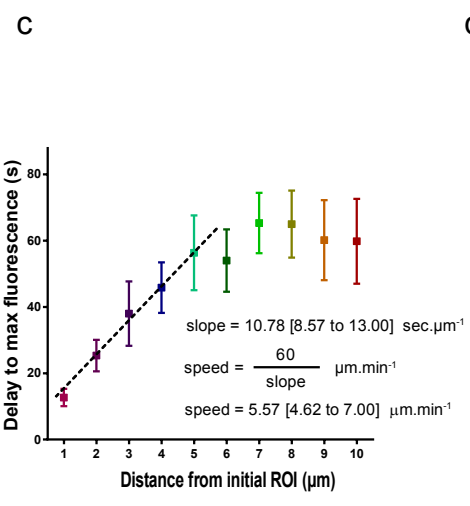 C
Delay to max fluorescence (s)
80
60
40
20
0
slope = 10.78 [8.57 to 13.00] sec.µm-1
speed = 60 / slope µm.min-1
speed = 5.57 [4.62 to 7.00] µm.min-1
1 2 3 4 5 6 7 8 9 10
Distance from initial ROI (µm)